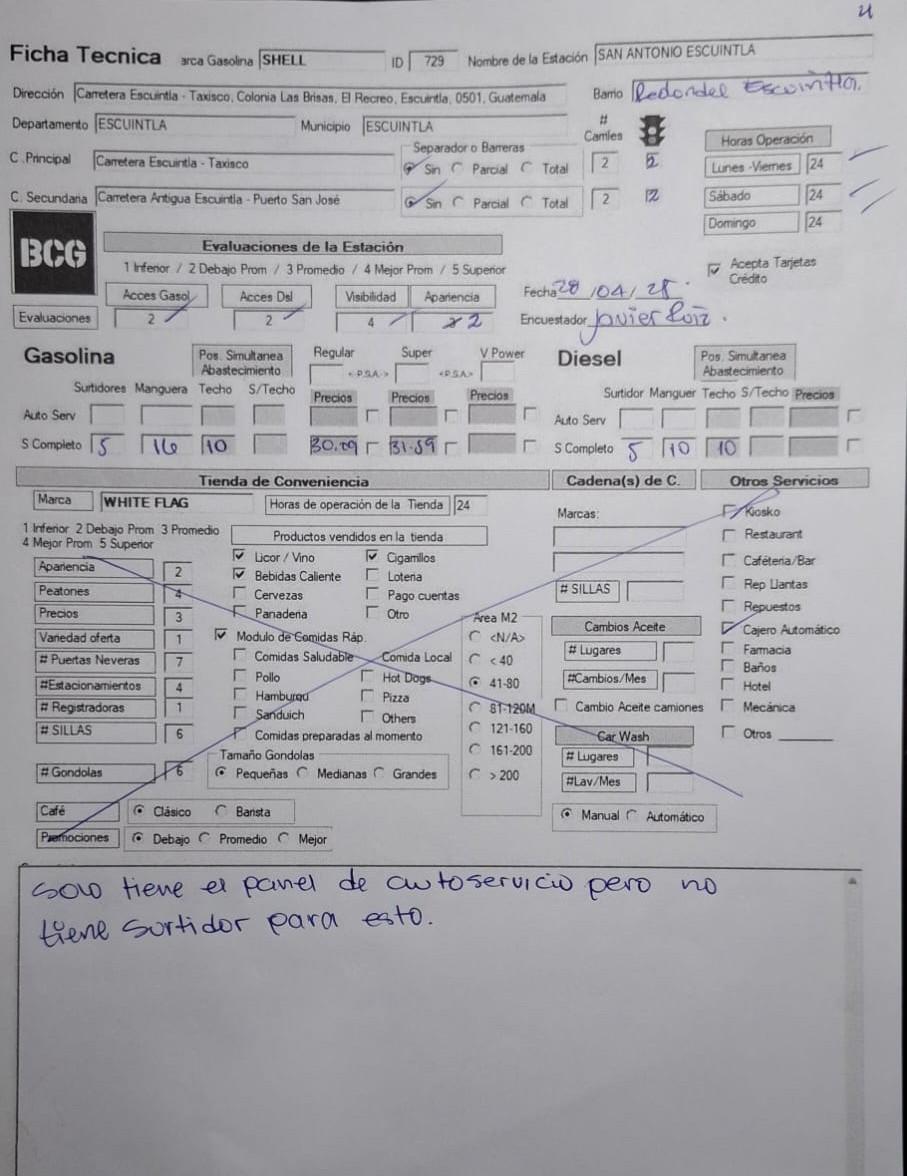 4
Ficha Tecnica arca Gasolina SHELL ID 729 Nombre de la Estación SAN ANTONIO ESCUINTLA
Dirección Carretera Escuintla - Taxisco, Colonia Las Brisas, El Recreo, Escuintla, 0501, Guatemala Barrio Redondel Escuintla.
Departamento ESCUINTLA Municipio ESCUINTLA # Carriles
Separador o Barreras Horas Operación
C .Principal Carretera Escuintla - Taxisco Sin Parcial Total 2 2 Lunes -Viernes 24
C. Secundaria Carretera Antigua Escuintla - Puerto San José Sin Parcial Total 2 2 Sábado 24
Domingo 24
BCG Evaluaciones de la Estación
1 Inferior / 2 Debajo Prom / 3 Promedio / 4 Mejor Prom / 5 Superior Acepta Tarjetas Crédito
Acces Gasol Acces Dsl Visibilidad Apariencia Fecha 28/04/25.
Evaluaciones 2 2 4 2 Encuestador Javier Ruiz.
Gasolina Pos. Simultanea Abastecimiento Regular Super V Power Diesel Pos. Simultanea Abastecimiento
<-P.S.A.-> <P.S.A.>
Surtidores Manguera Techo S/Techo Precios Precios Precios Surtidor Manguer Techo S/Techo Precios
Auto Serv Auto Serv
S Completo 5 16 10 30.09 31.59 S Completo 5 10 10
Tienda de Conveniencia Cadena(s) de C. Otros Servicios
Marca WHITE FLAG Horas de operación de la Tienda 24 Marcas: Kiosko
1 Inferior 2 Debajo Prom 3 Promedio
4 Mejor Prom 5 Superior Productos vendidos en la tienda Restaurant
Licor / Vino Cigarrillos Caféteria/Bar
Apariencia 2 Bebidas Caliente Loteria Rep Llantas
Peatones 4 Cervezas Pago cuentas # SILLAS Repuestos
Precios 3 Panaderia Otro Area M2
Variedad oferta 1 Modulo de Comidas Ráp. <N/A> Cambios Aceite Cajero Automático
# Puertas Neveras 7 Comidas Saludable Comida Local < 40 # Lugares Farmacia
Pollo Hot Dogs 41-80 #Cambios/Mes Baños
#Estacionamientos 4 Hamburgu Pizza Hotel
# Registradoras 1 Sanduich Others 81-120M Cambio Aceite camiones Mecánica
# SILLAS 6 Comidas preparadas al momento 121-160 Car Wash Otros
Tamaño Gondolas 161-200 # Lugares
# Gondolas 6 Pequeñas Medianas Grandes > 200 #Lav/Mes
Café Clásico Barista Manual Automático
Promociones Debajo Promedio Mejor
solo tiene el panel de autoservicio pero no
tiene surtidor para esto.